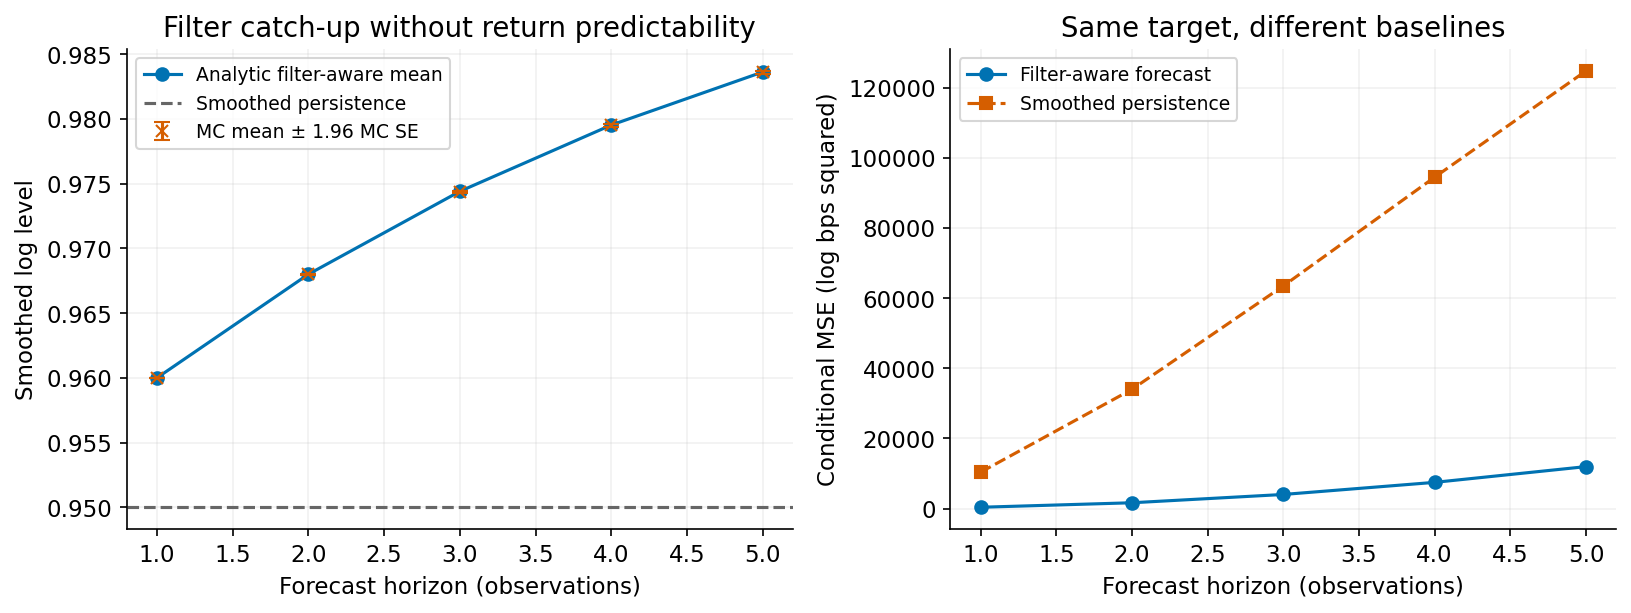 Filter catch-up without return predictability
Analytic filter-aware mean
Smoothed persistence
MC mean ± 1.96 MC SE
Smoothed log level
0.985
0.980
0.975
0.970
0.965
0.960
0.955
0.950
1.0 1.5 2.0 2.5 3.0 3.5 4.0 4.5 5.0
Forecast horizon (observations)
Same target, different baselines
Filter-aware forecast
Smoothed persistence
Conditional MSE (log bps squared)
120000
100000
80000
60000
40000
20000
0
1.0 1.5 2.0 2.5 3.0 3.5 4.0 4.5 5.0
Forecast horizon (observations)